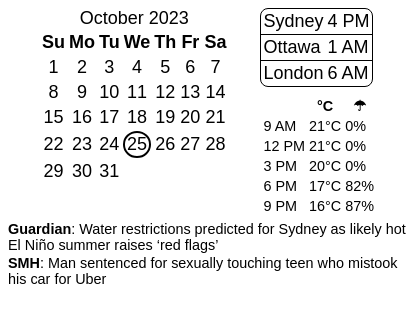 October 2023
Su Mo Tu We Th Fr Sa
1 2 3 4 5 6 7
8 9 10 11 12 13 14
15 16 17 18 19 20 21
22 23 24 25 26 27 28
29 30 31
Sydney 4 PM
Ottawa 1 AM
London 6 AM
°C ☂
9 AM 21°C 0%
12 PM 21°C 0%
3 PM 20°C 0%
6 PM 17°C 82%
9 PM 16°C 87%
Guardian: Water restrictions predicted for Sydney as likely hot
El Niño summer raises ‘red flags’
SMH: Man sentenced for sexually touching teen who mistook
his car for Uber